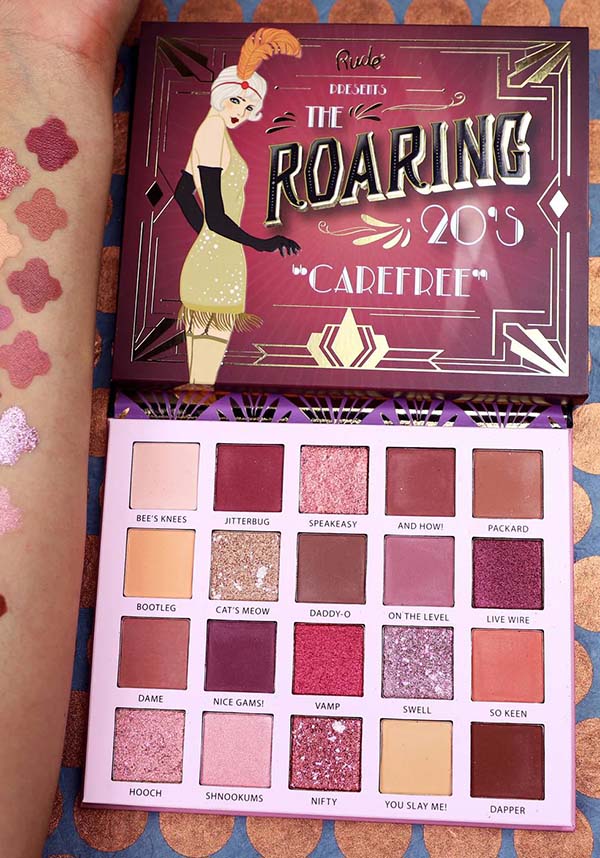 Rude
PRESENTS
THE
ROARING
20'S
"CAREFREE"
BEE'S KNEES JITTERBUG SPEAKEASY AND HOW! PACKARD
BOOTLEG CAT'S MEOW DADDY-O ON THE LEVEL LIVE WIRE
DAME NICE GAMS! VAMP SWELL SO KEEN
HOOCH SHNOOKUMS NIFTY YOU SLAY ME! DAPPER